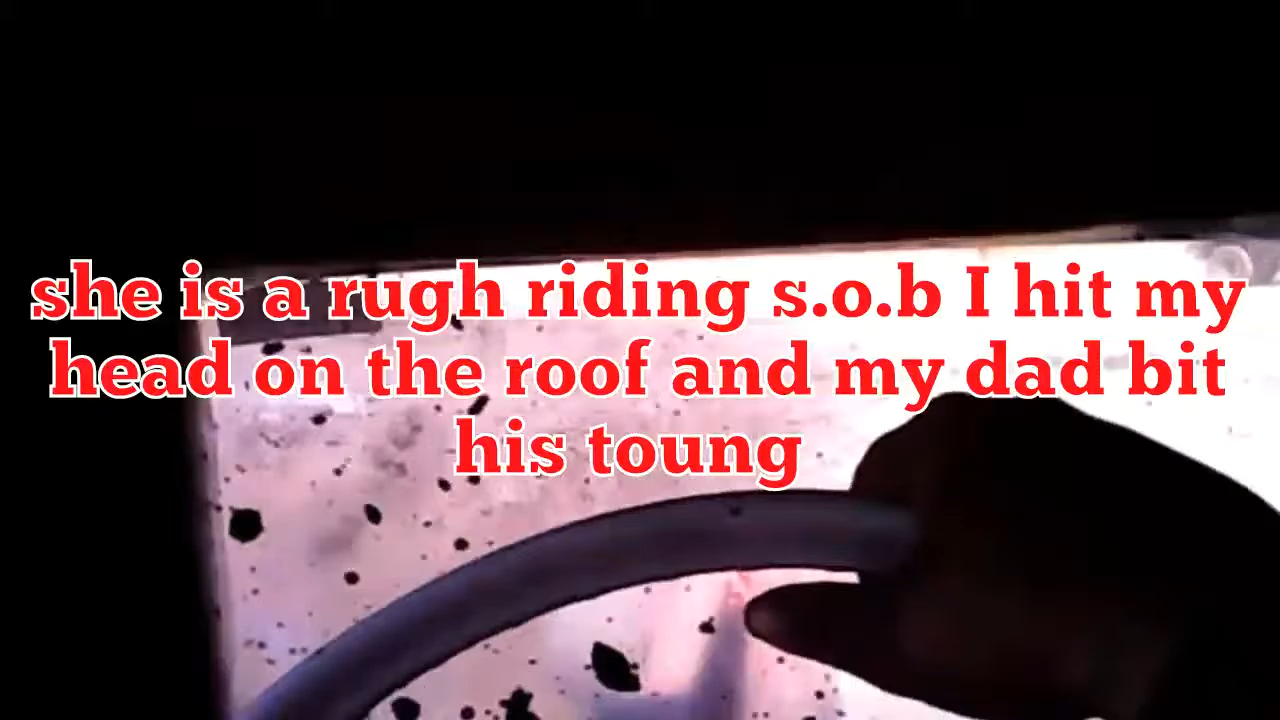 she is a rugh riding s.o.b I hit my
head on the roof and my dad bit
his toung